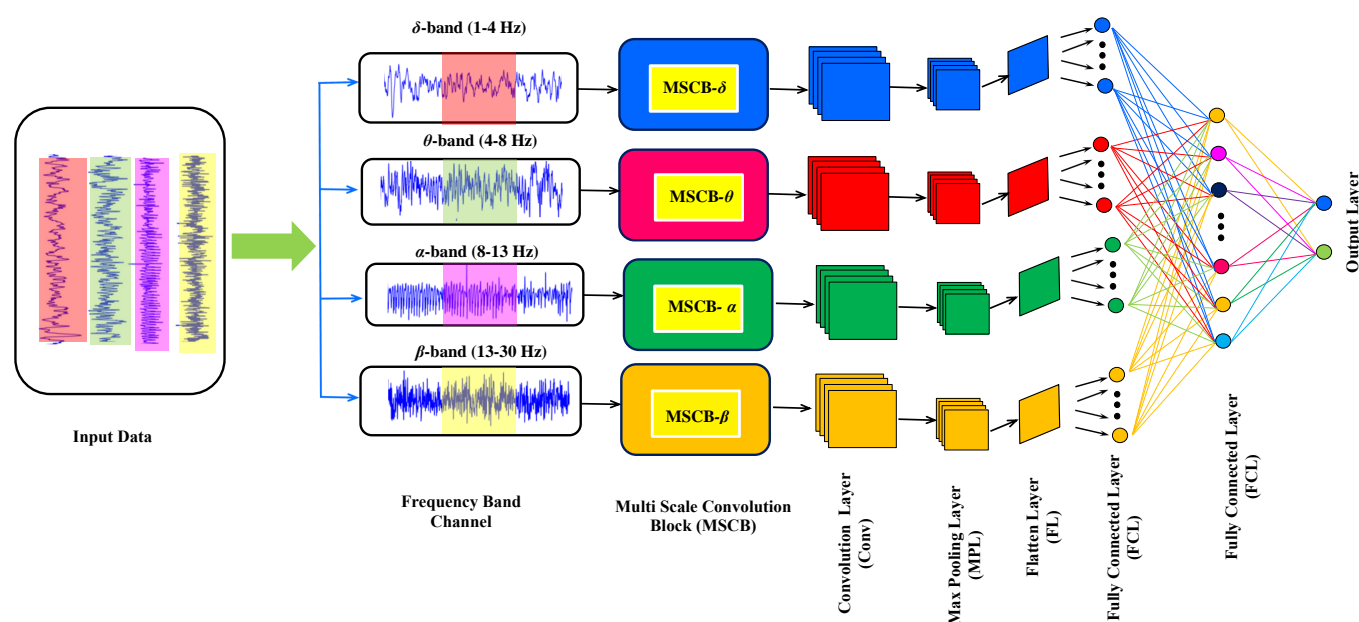 δ-band (1-4 Hz)
θ-band (4-8 Hz)
α-band (8-13 Hz)
β-band (13-30 Hz)
MSCB-δ
MSCB-θ
MSCB- α
MSCB-β
Input Data
Frequency Band
Channel
Multi Scale Convolution
Block (MSCB)
Convolution Layer
(Conv)
Max Pooling Layer
(MPL)
Flatten Layer
(FL)
Fully Connected Layer
(FCL)
Fully Connected Layer
(FCL)
Output Layer